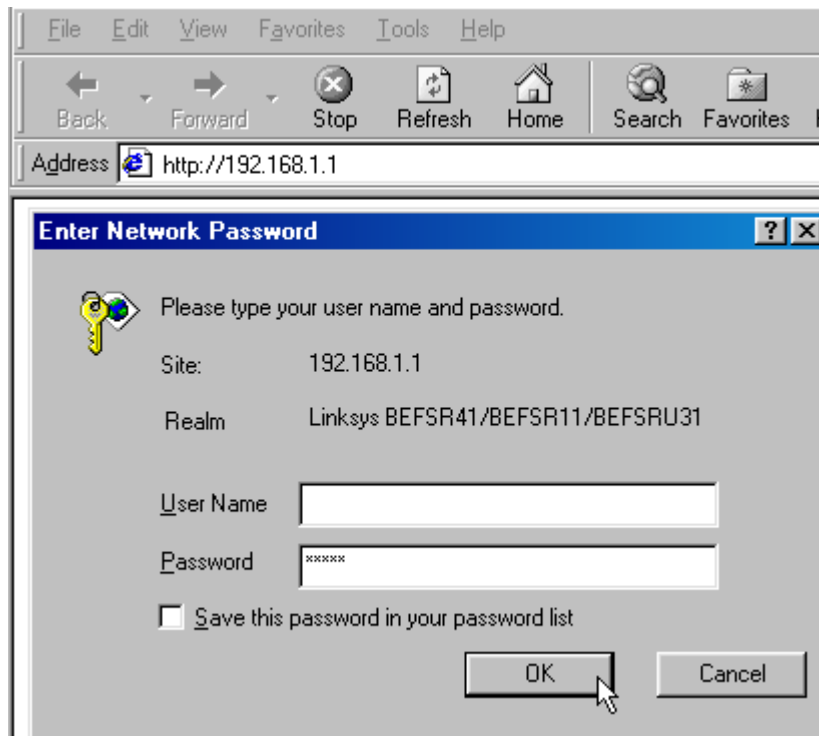 File Edit View Favorites Tools Help
Back Forward Stop Refresh Home Search Favorites
Address http://192.168.1.1
Enter Network Password
Please type your user name and password.
Site: 192.168.1.1
Realm Linksys BEFSR41/BEFSR11/BEFSRU31
User Name
Password *****
Save this password in your password list
OK Cancel